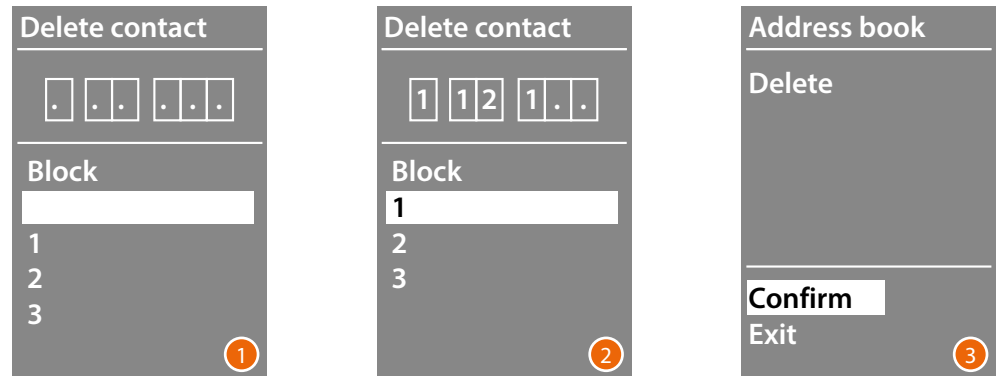 Delete contact
. . . . . .
Block
1
2
3
1
Delete contact
1 1 2 1 . .
Block
1
2
3
2
Address book
Delete
Confirm
Exit
3